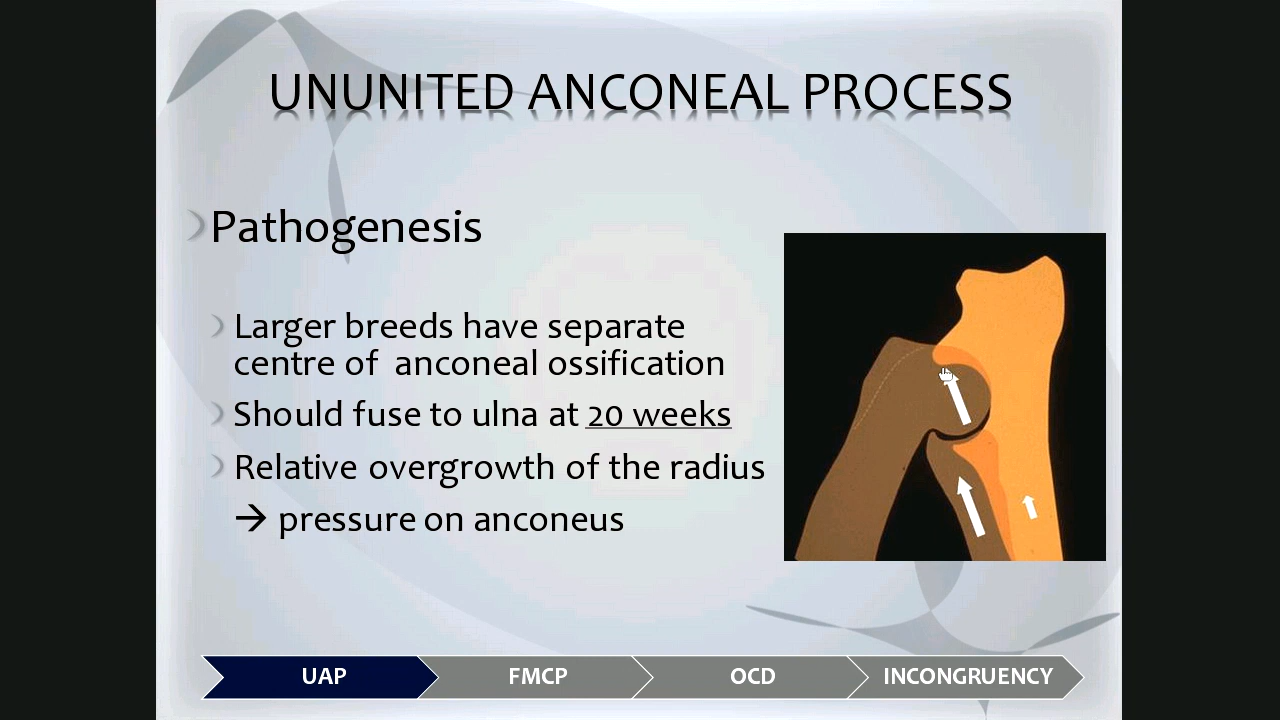 UNUNITED ANCONEAL PROCESS
Pathogenesis
Larger breeds have separate
centre of anconeal ossification
Should fuse to ulna at 20 weeks
Relative overgrowth of the radius
→ pressure on anconeus
UAP FMCP OCD INCONGRUENCY